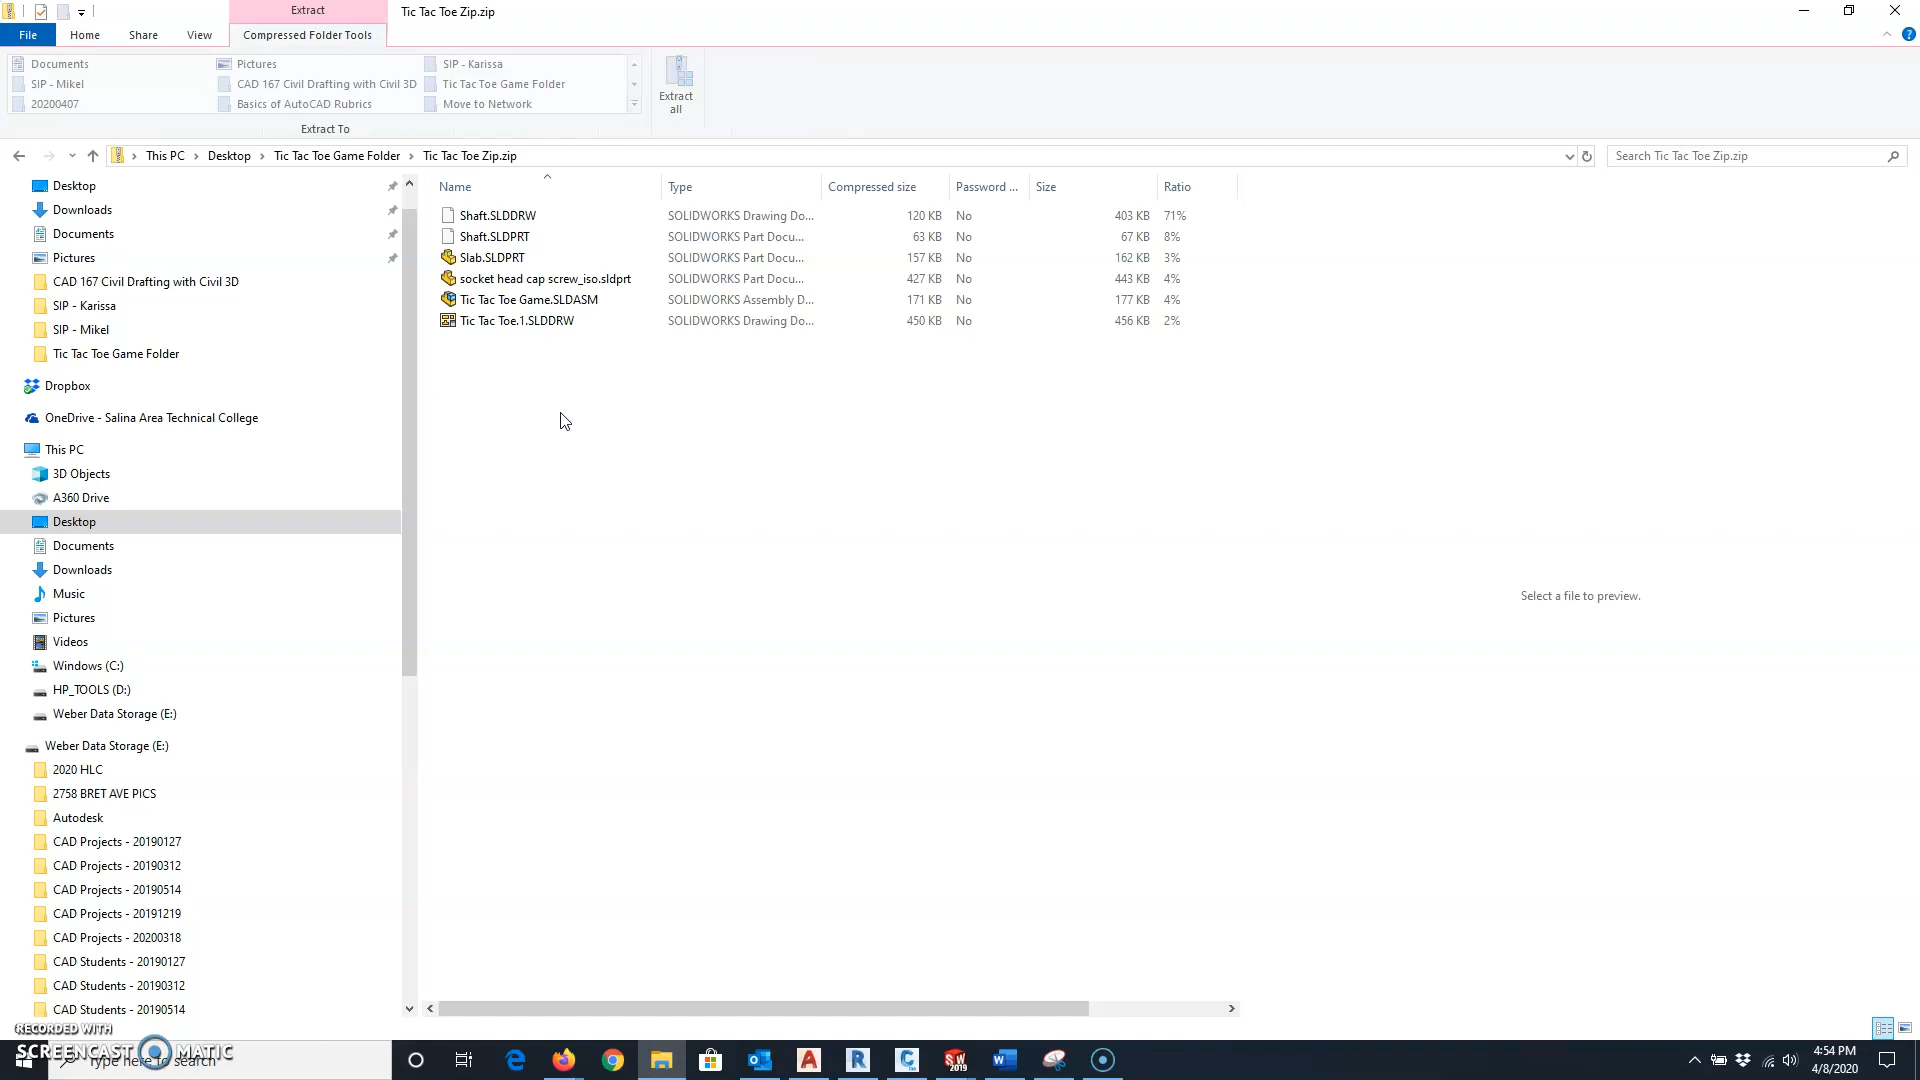 Extract
Tic Tac Toe Zip.zip
File
Home
Share
View
Compressed Folder Tools
Documents
Pictures
SIP - Karissa
SIP - Mikel
CAD 167 Civil Drafting with Civil 3D
Tic Tac Toe Game Folder
20200407
Basics of AutoCAD Rubrics
Move to Network
Extract all
Extract To
This PC > Desktop > Tic Tac Toe Game Folder > Tic Tac Toe Zip.zip
Search Tic Tac Toe Zip.zip
Name Type Compressed size Password ... Size Ratio
Shaft.SLDDRW SOLIDWORKS Drawing Do... 120 KB No 403 KB 71%
Shaft.SLDPRT SOLIDWORKS Part Docu... 63 KB No 67 KB 8%
Slab.SLDPRT SOLIDWORKS Part Docu... 157 KB No 162 KB 3%
socket head cap screw_iso.sldprt SOLIDWORKS Part Docu... 427 KB No 443 KB 4%
Tic Tac Toe Game.SLDASM SOLIDWORKS Assembly D... 171 KB No 177 KB 4%
Tic Tac Toe.1.SLDDRW SOLIDWORKS Drawing Do... 450 KB No 456 KB 2%
Desktop
Downloads
Documents
Pictures
CAD 167 Civil Drafting with Civil 3D
SIP - Karissa
SIP - Mikel
Tic Tac Toe Game Folder
Dropbox
OneDrive - Salina Area Technical College
This PC
3D Objects
A360 Drive
Desktop
Documents
Downloads
Music
Pictures
Videos
Windows (C:)
HP_TOOLS (D:)
Weber Data Storage (E:)
Weber Data Storage (E:)
2020 HLC
2758 BRET AVE PICS
Autodesk
CAD Projects - 20190127
CAD Projects - 20190312
CAD Projects - 20190514
CAD Projects - 20191219
CAD Projects - 20200318
CAD Students - 20190127
CAD Students - 20190312
CAD Students - 20190514
Select a file to preview.
RECORDED WITH
SCREENCAST MATIC
Type here to search
SW 2019
4:54 PM
4/8/2020